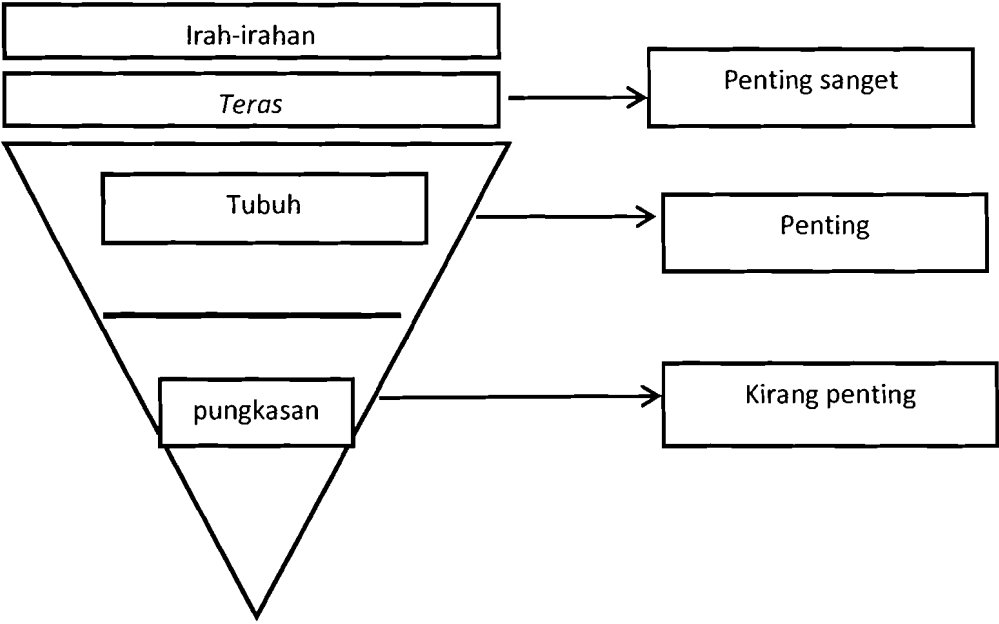 Irah-irahan
Teras
Penting sanget
Tubuh
Penting
pungkasan
Kirang penting